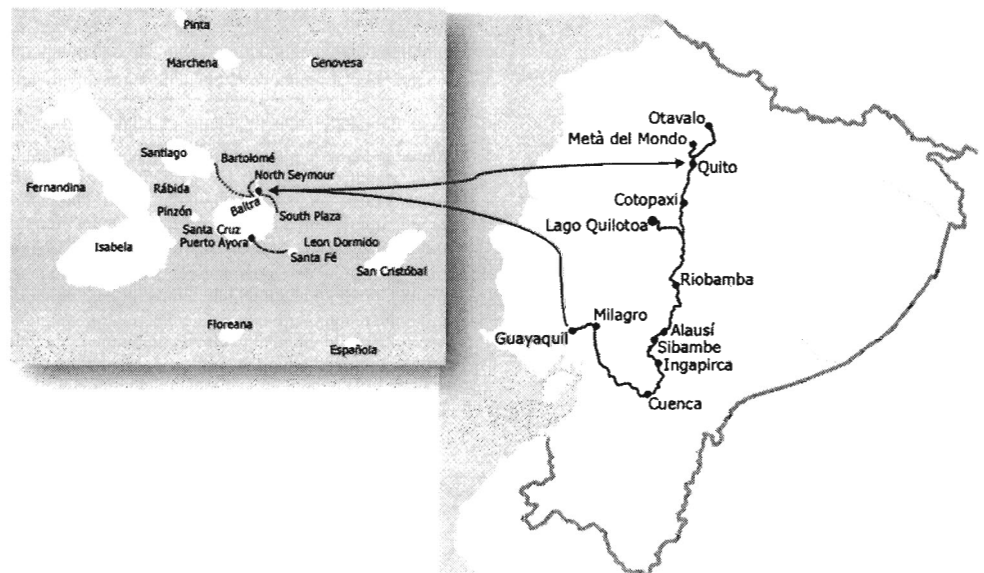 Pinta
Marchena
Genovesa
Santiago
Bartolomé
North Seymour
Fernandina
Rábida
Baltra
Pinzón
South Plaza
Santa Cruz
Puerto Ayora
Leon Dormido
Isabela
Santa Fé
San Cristóbal
Floreana
Española
Otavalo
Metà del Mondo
Quito
Cotopaxi
Lago Quilotoa
Riobamba
Milagro
Guayaquil
Alausí
Sibambe
Ingapirca
Cuenca